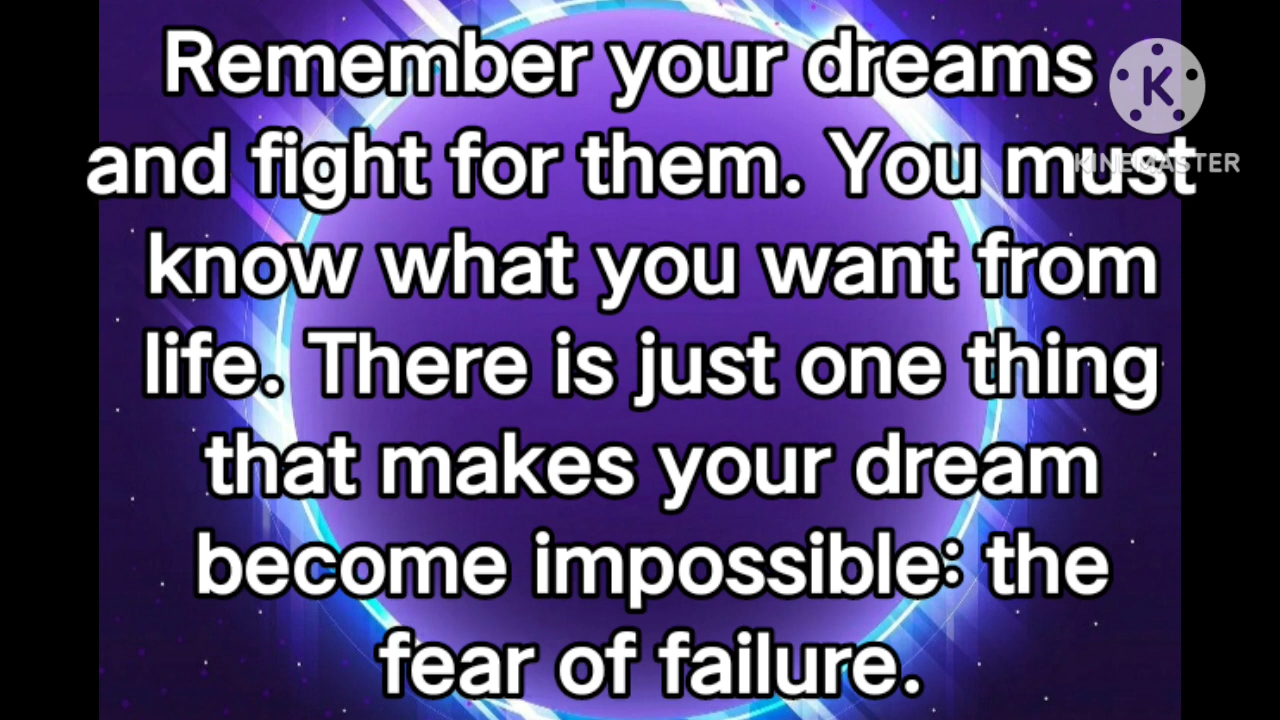 Remember your dreams
and fight for them. You must
know what you want from
life. There is just one thing
that makes your dream
become impossible: the
fear of failure.
K
KINEMASTER